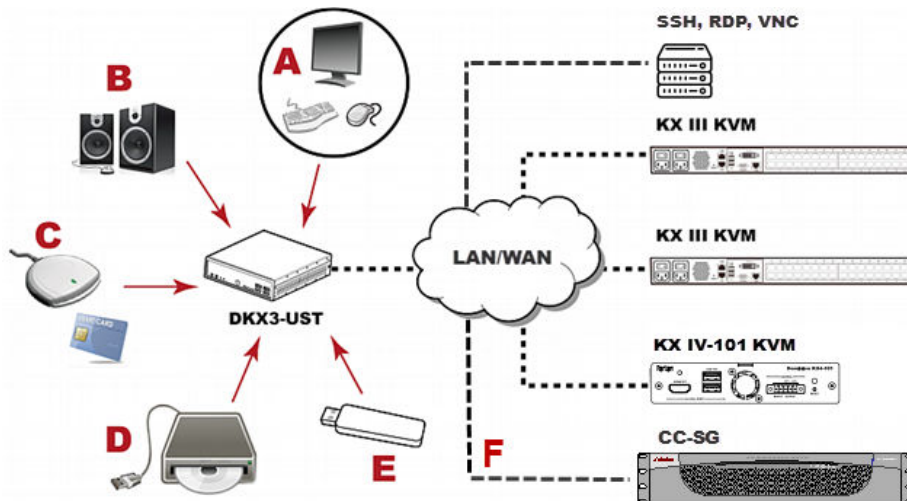 SSH, RDP, VNC
A
B
KX III KVM
C
LAN/WAN
KX III KVM
DKX3-UST
KX IV-101 KVM
D
E
F
CC-SG